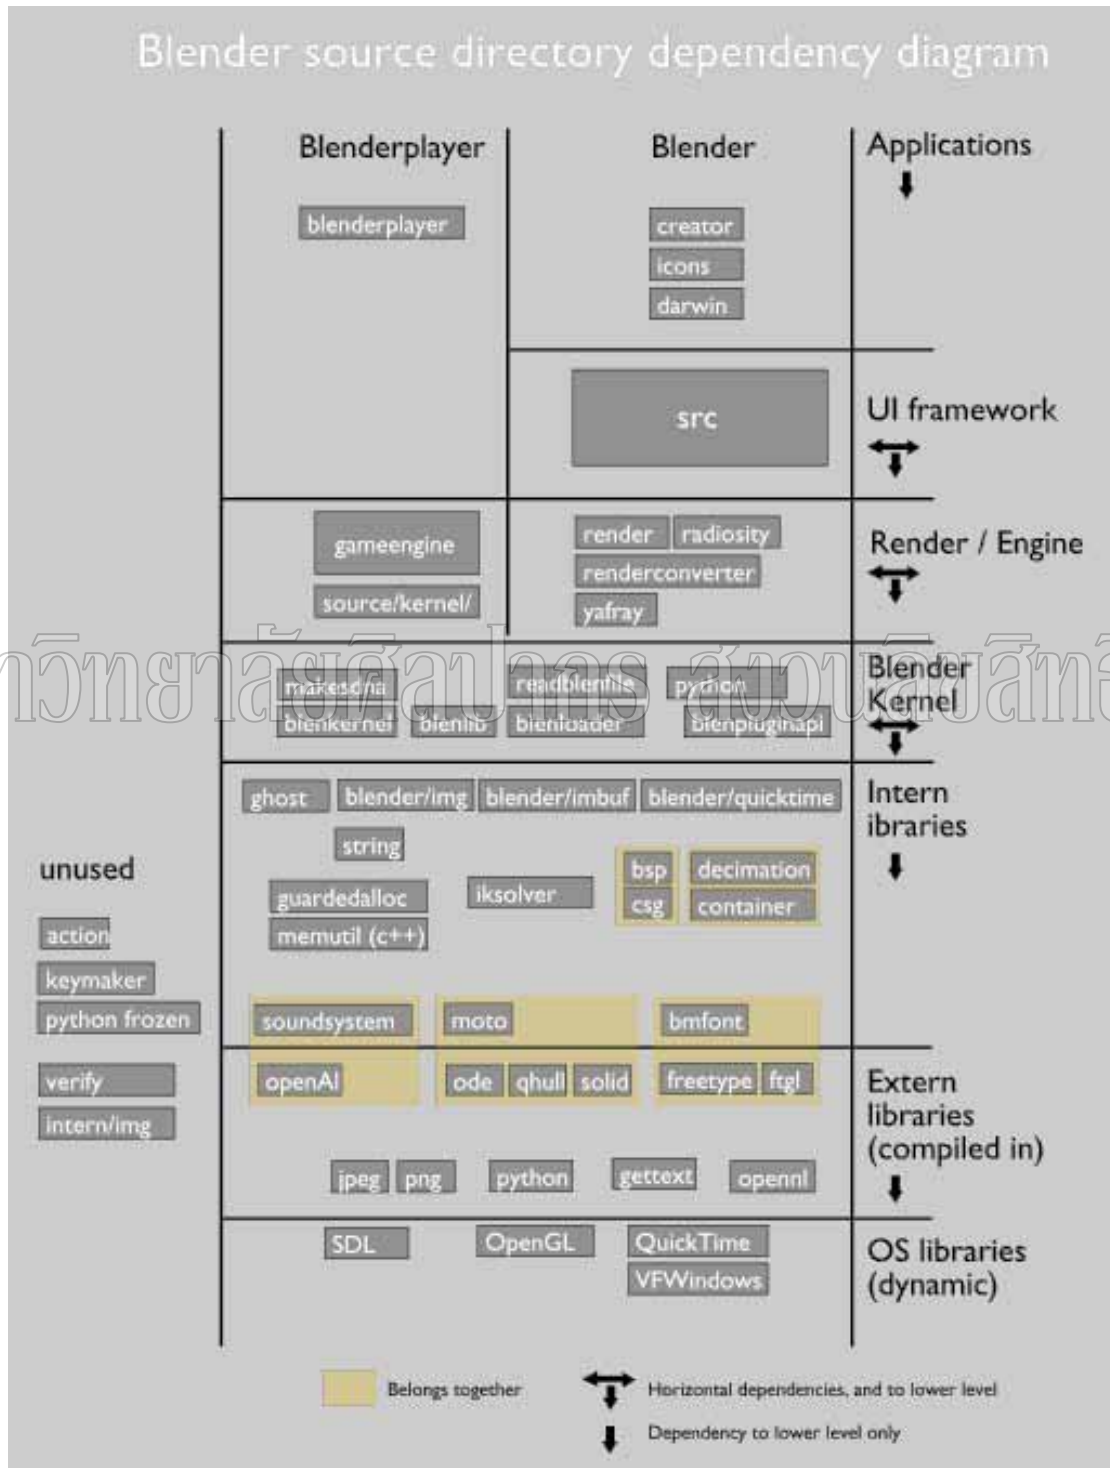 Blender source directory dependency diagram
Blenderplayer
Blender
Applications
blenderplayer
creator
icons
darwin
src
UI framework
gameengine
source/kernel/
render
radiosity
renderconverter
yafray
Render / Engine
makesdna
readblenfile
python
blenkernel
blenlib
blenloader
blenpluginapi
Blender
Kernel
ghost
blender/img
blender/imbuf
blender/quicktime
string
guardedalloc
memutil (c++)
iksolver
bsp
csg
decimation
container
Intern
ibraries
unused
action
keymaker
python frozen
verify
intern/img
soundsystem
moto
bmfont
openAl
ode
qhull
solid
freetype
ftgl
jpeg
png
python
gettext
opennl
Extern
libraries
(compiled in)
SDL
OpenGL
QuickTime
VFWindows
OS libraries
(dynamic)
Belongs together
Horizontal dependencies, and to lower level
Dependency to lower level only